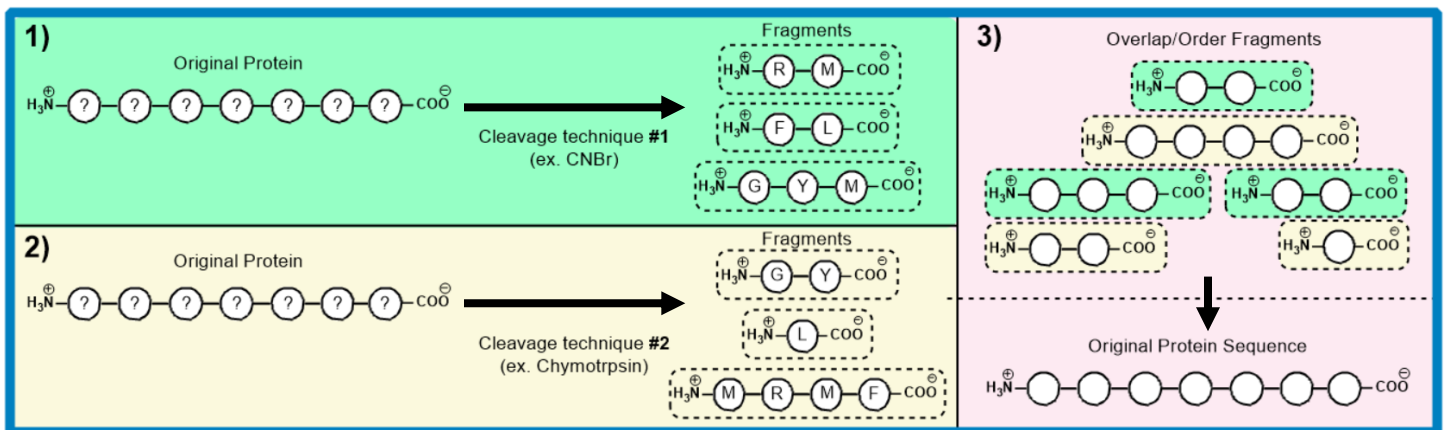 1)
Original Protein
H₃N⊕ ? ? ? ? ? ? ? COO⊖
Cleavage technique #1
(ex. CNBr)
Fragments
H₃N⊕ R M COO⊖
H₃N⊕ F L COO⊖
H₃N⊕ G Y M COO⊖
2)
Original Protein
H₃N⊕ ? ? ? ? ? ? ? COO⊖
Cleavage technique #2
(ex. Chymotrpsin)
Fragments
H₃N⊕ G Y COO⊖
H₃N⊕ L COO⊖
H₃N⊕ M R M F COO⊖
3)
Overlap/Order Fragments
H₃N⊕ COO⊖
H₃N⊕ COO⊖
H₃N⊕ COO⊖ H₃N⊕ COO⊖
H₃N⊕ COO⊖ H₃N⊕ COO⊖
Original Protein Sequence
H₃N⊕ COO⊖